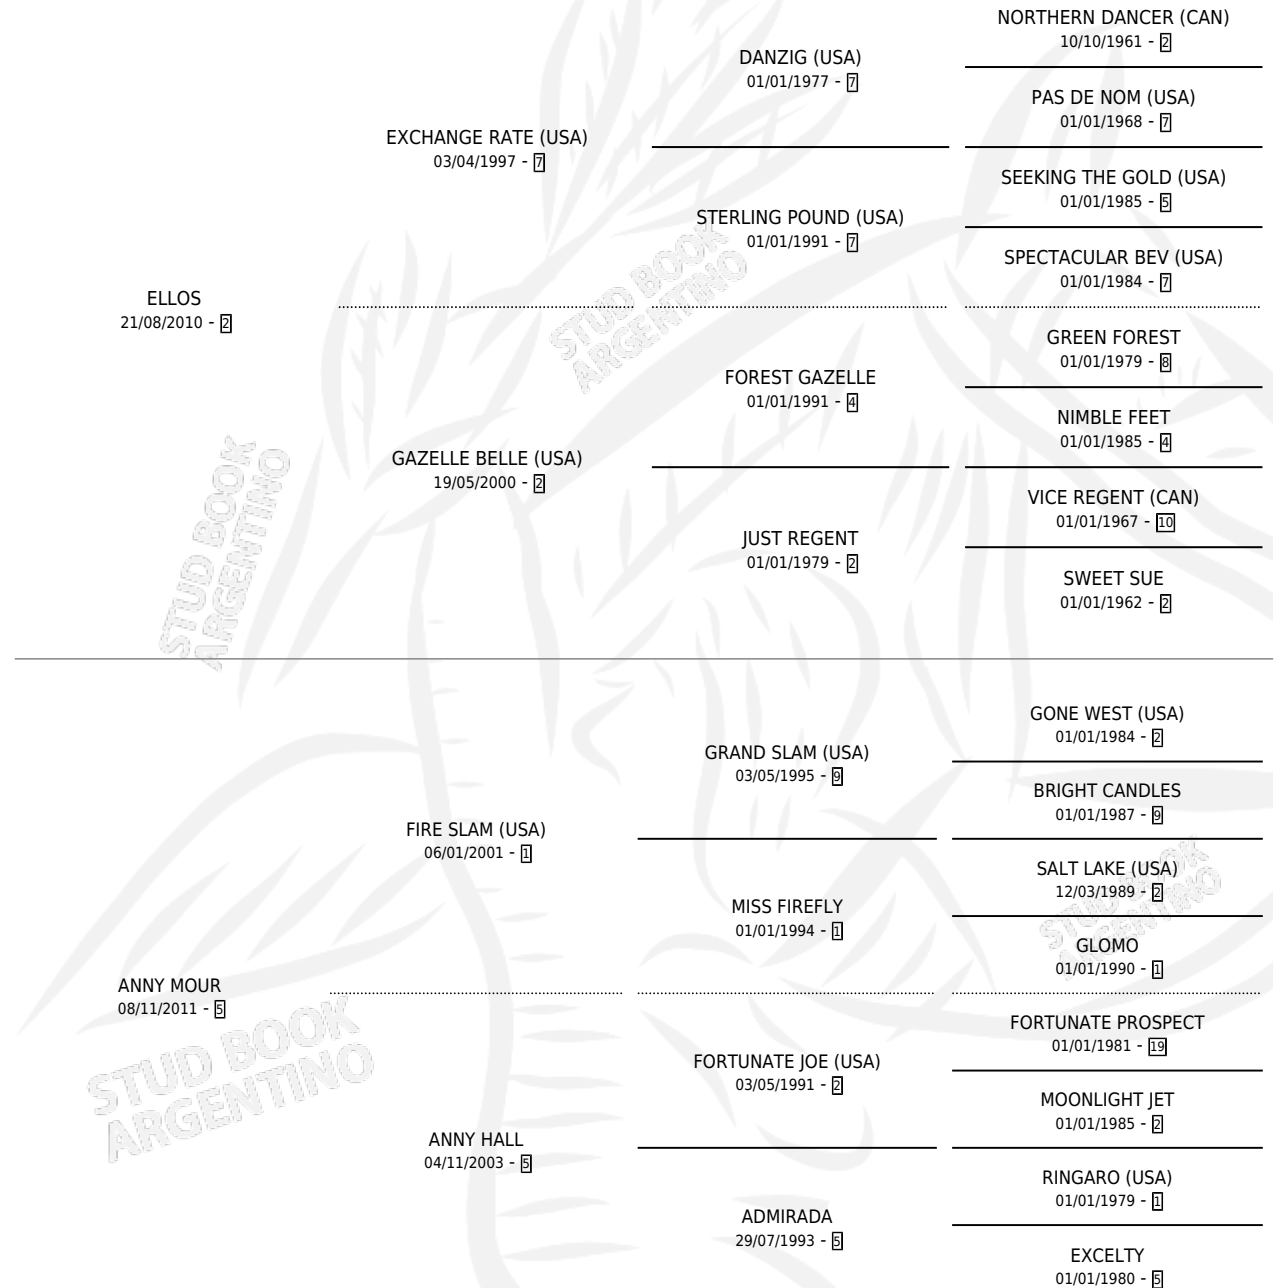 NORTHERN DANCER (CAN)
10/10/1961 - 2
DANZIG (USA)
01/01/1977 - 7
PAS DE NOM (USA)
01/01/1968 - 7
EXCHANGE RATE (USA)
03/04/1997 - 7
SEEKING THE GOLD (USA)
01/01/1985 - 5
STERLING POUND (USA)
01/01/1991 - 7
SPECTACULAR BEV (USA)
01/01/1984 - 7
STUD BOOK
ARGENTINO
ELLOS
21/08/2010 - 2
GREEN FOREST
01/01/1979 - 8
FOREST GAZELLE
01/01/1991 - 4
NIMBLE FEET
01/01/1985 - 4
GAZELLE BELLE (USA)
19/05/2000 - 2
VICE REGENT (CAN)
01/01/1967 - 10
JUST REGENT
01/01/1979 - 2
SWEET SUE
01/01/1962 - 2
STUD BOOK
ARGENTINO
GONE WEST (USA)
01/01/1984 - 2
GRAND SLAM (USA)
03/05/1995 - 9
BRIGHT CANDLES
01/01/1987 - 9
FIRE SLAM (USA)
06/01/2001 - 1
SALT LAKE (USA)
12/03/1989 - 2
MISS FIREFLY
01/01/1994 - 1
GLOMO
01/01/1990 - 1
STUD BOOK
ARGENTINO
ANNY MOUR
08/11/2011 - 5
FORTUNATE PROSPECT
01/01/1981 - 19
FORTUNATE JOE (USA)
03/05/1991 - 2
MOONLIGHT JET
01/01/1985 - 2
ANNY HALL
04/11/2003 - 5
RINGARO (USA)
01/01/1979 - 1
ADMIRADA
29/07/1993 - 5
EXCELTY
01/01/1980 - 5
STUD BOOK
ARGENTINO